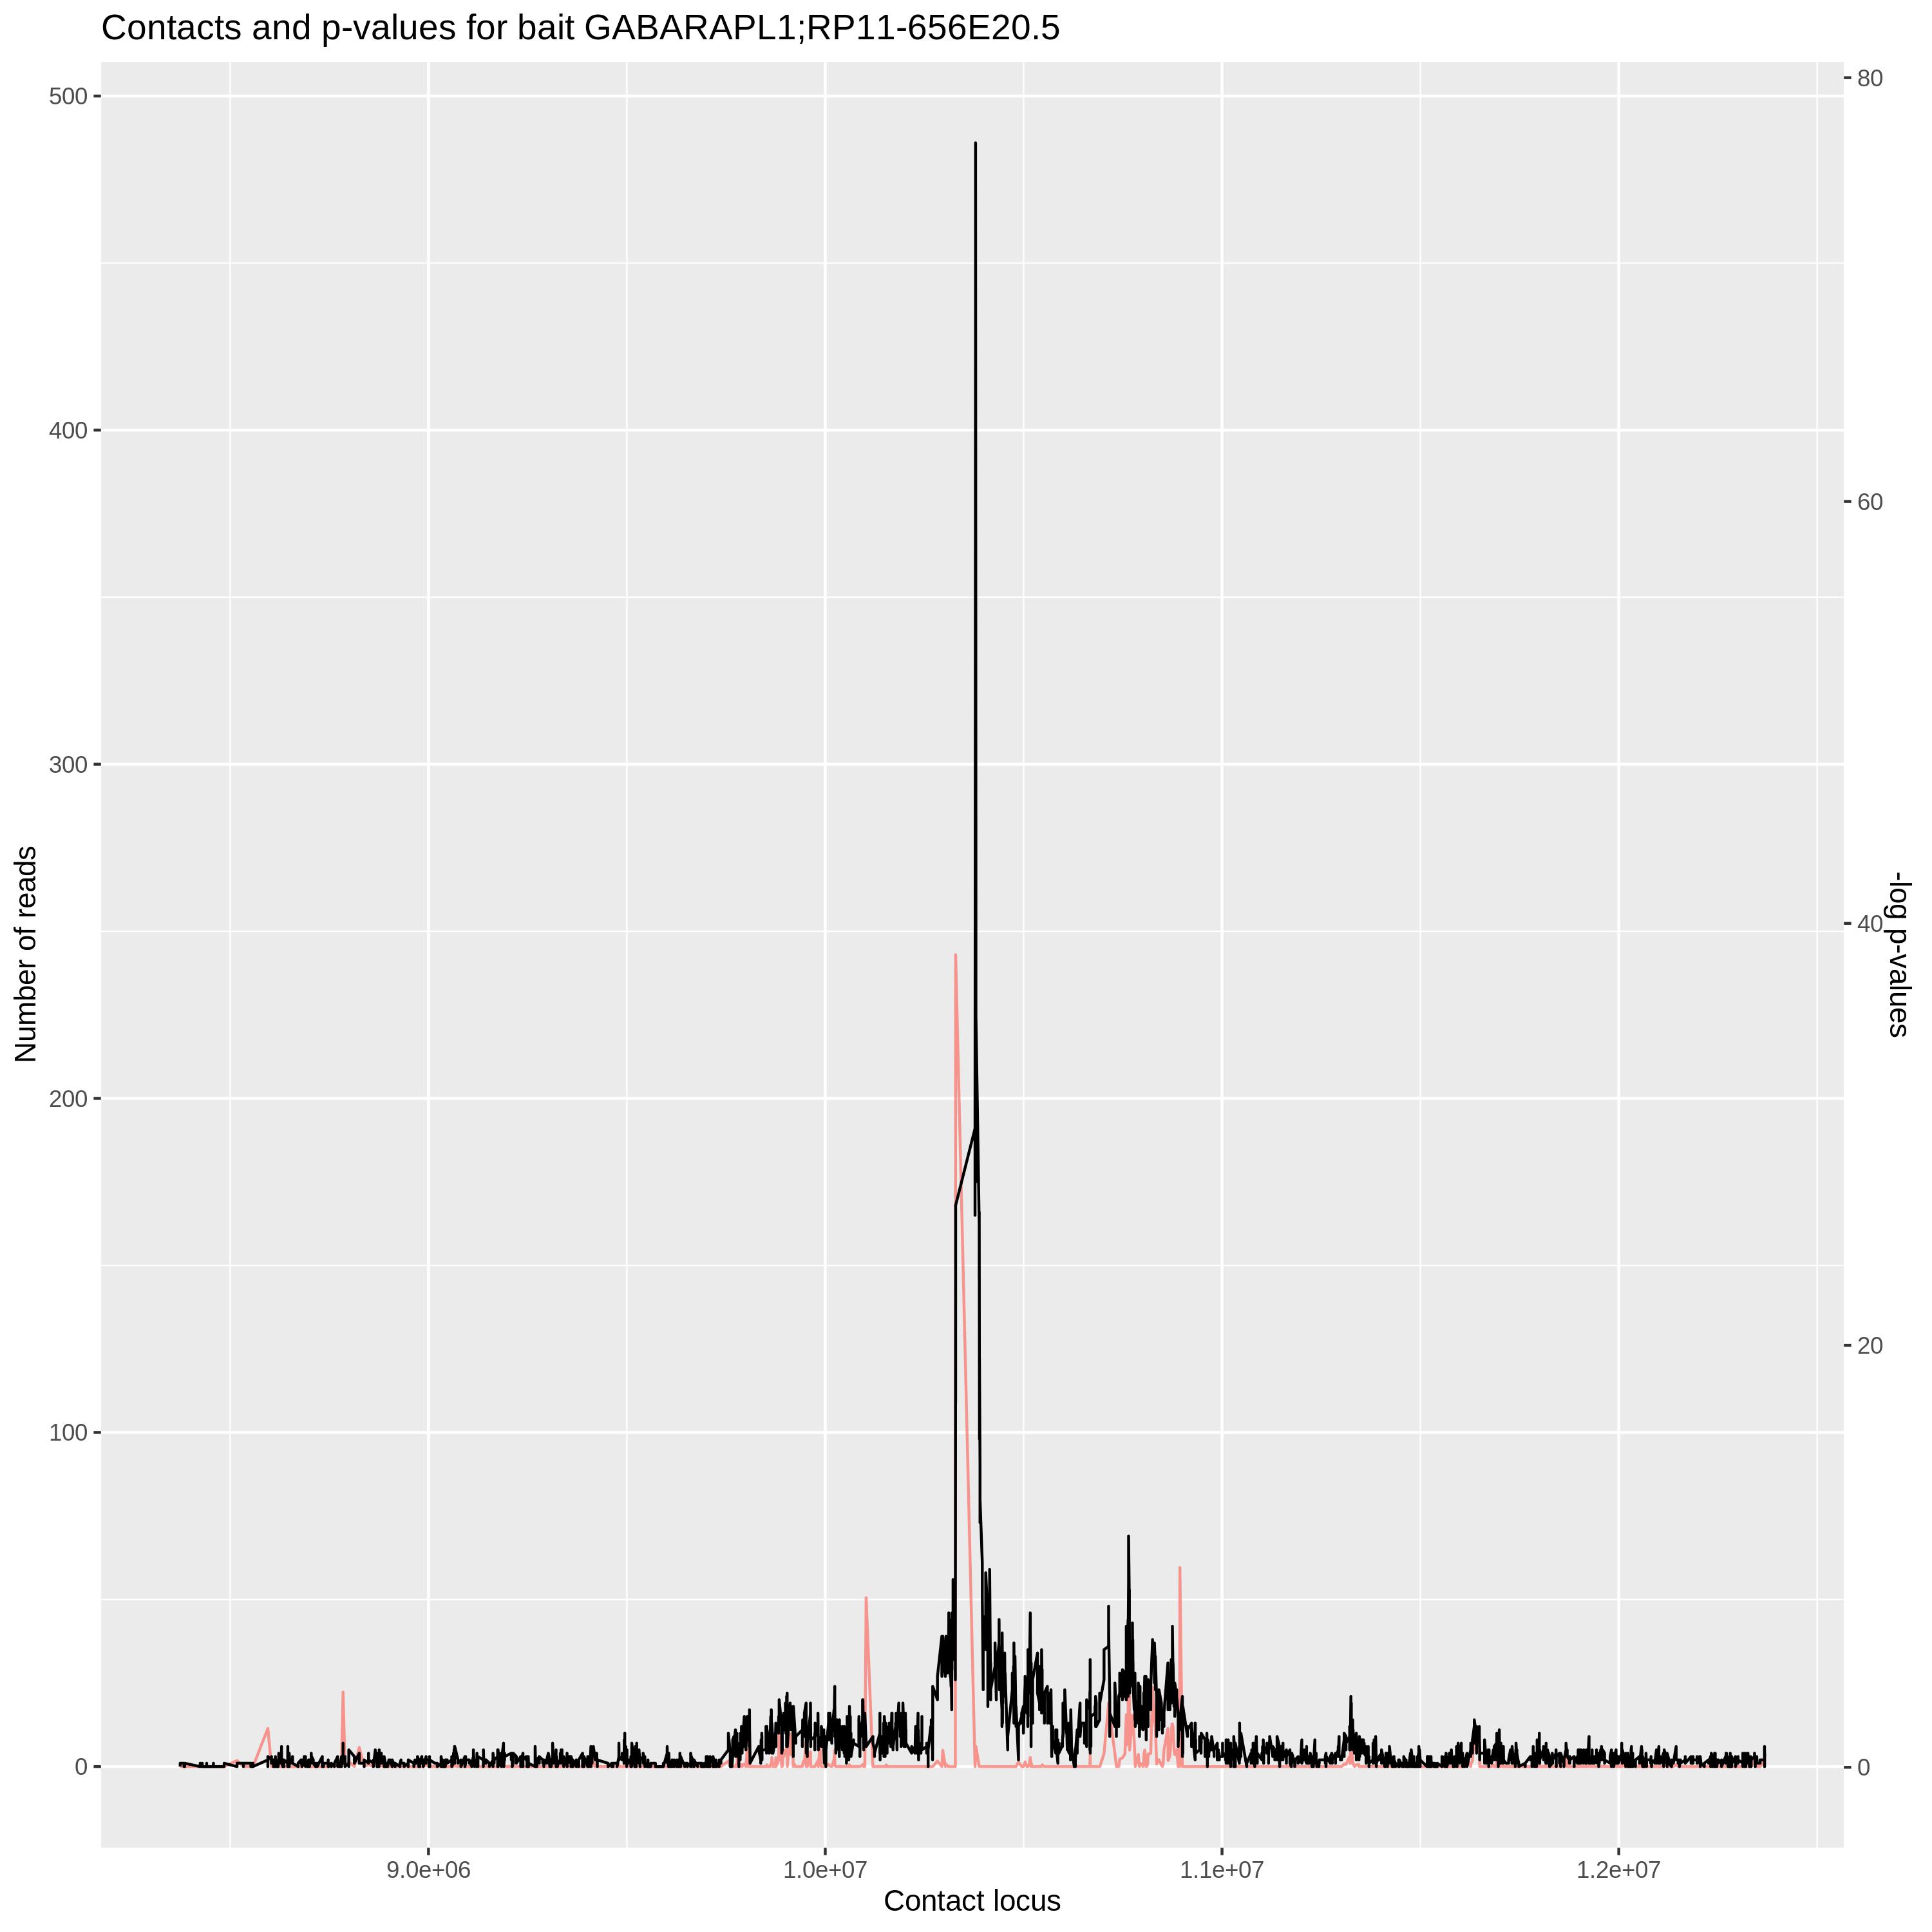 Contacts and p-values for bait GABARAPL1;RP11-656E20.5
500
400
300
200
100
0
Number of reads
80
60
40
20
0
-log p-values
9.0e+06
1.0e+07
1.1e+07
1.2e+07
Contact locus